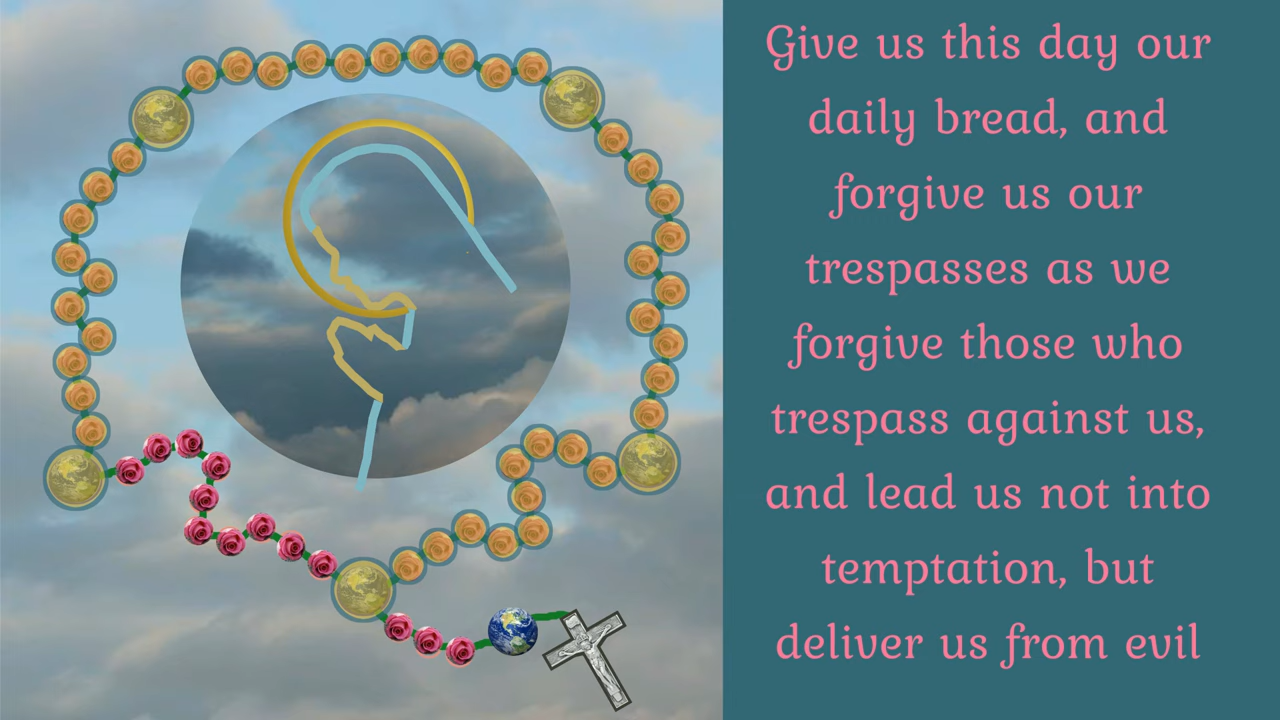 Give us this day our
daily bread, and
forgive us our
trespasses as we
forgive those who
trespass against us,
and lead us not into
temptation, but
deliver us from evil